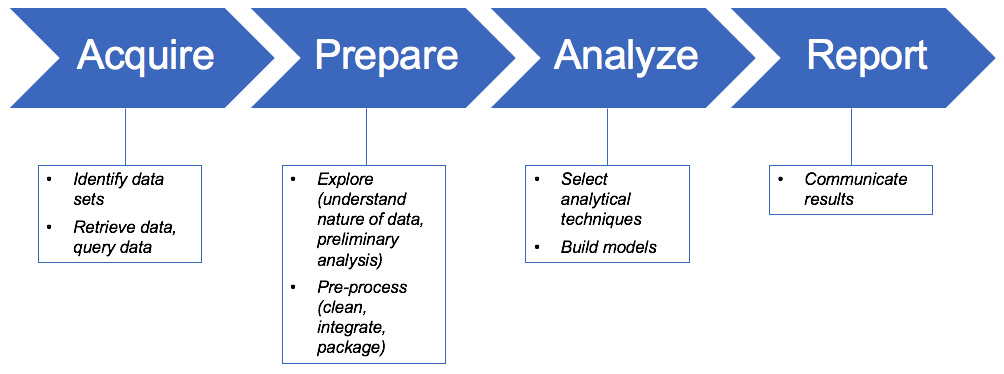 Acquire
Prepare
Analyze
Report
• Identify data
sets
• Retrieve data,
query data
• Explore
(understand
nature of data,
preliminary
analysis)
• Pre-process
(clean,
integrate,
package)
• Select
analytical
techniques
• Build models
• Communicate
results